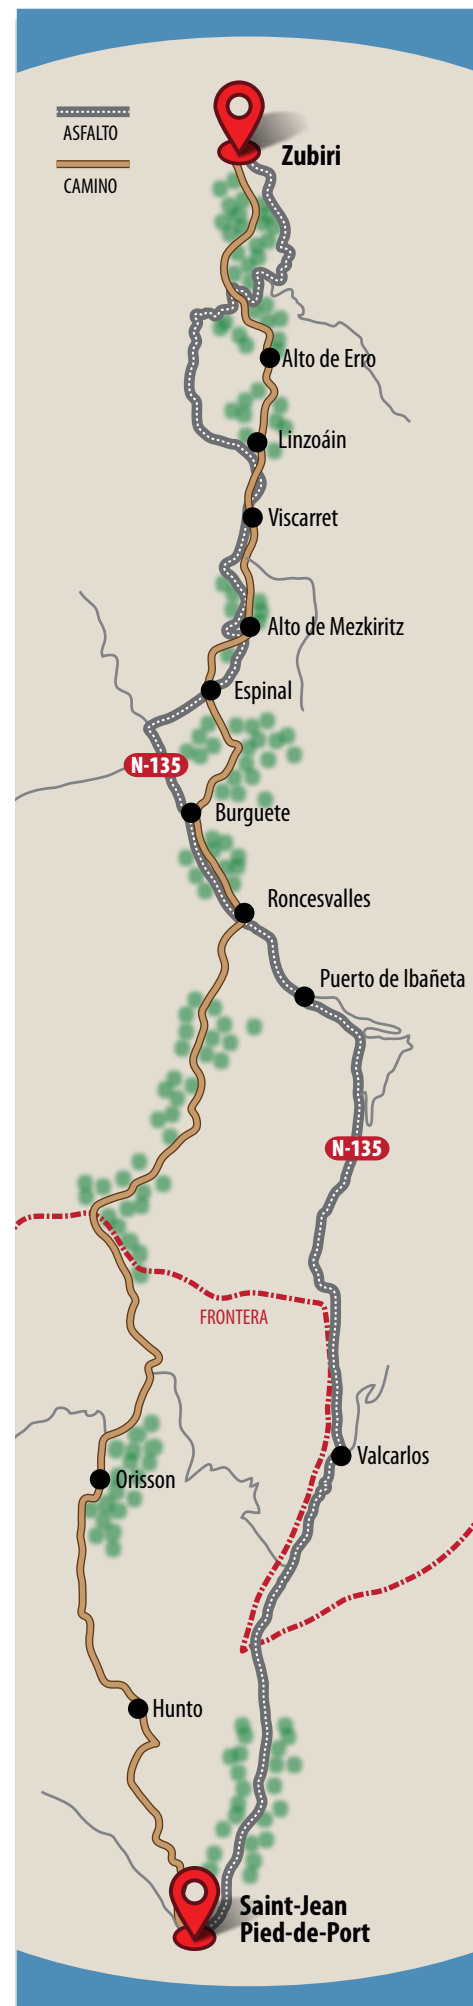 ASFALTO
CAMINO
Zubiri
Alto de Erro
Linzoáin
Viscarret
Alto de Mezkiritz
Espinal
N-135
Burguete
Roncesvalles
Puerto de Ibañeta
N-135
FRONTERA
Valcarlos
Orisson
Hunto
Saint-Jean
Pied-de-Port